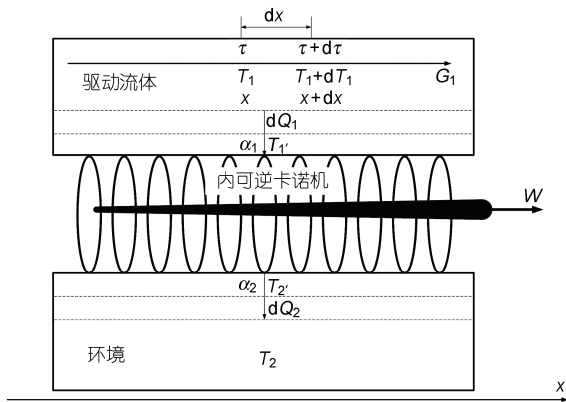 dx
τ τ+dτ
驱动流体 T₁ T₁+dT₁ G₁
x x+dx
dQ₁
α₁ T₁′
内可逆卡诺机
W
α₂ T₂′
dQ₂
环境 T₂
x